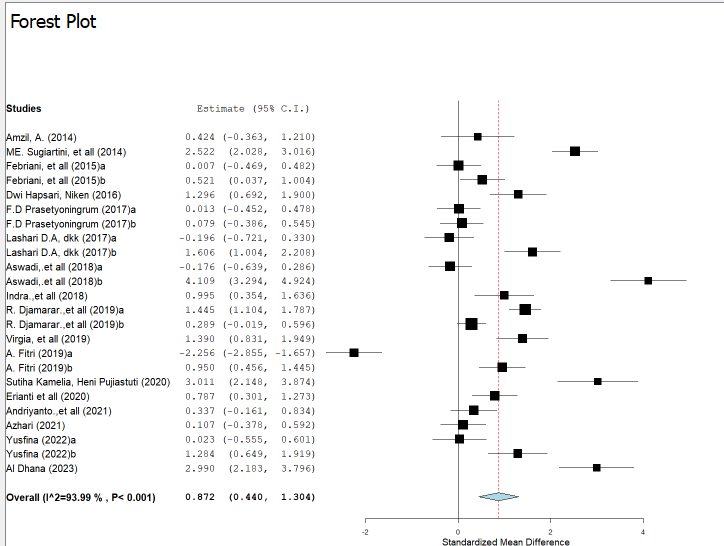 Forest Plot
Studies Estimate (95% C.I.)
Amzil, A. (2014) 0.424 (-0.363, 1.210)
ME. Sugiartini, et all (2014) 2.522 (2.028, 3.016)
Febriani, et all (2015)a 0.007 (-0.469, 0.482)
Febriani, et all (2015)b 0.521 (0.037, 1.004)
Dwi Hapsari, Niken (2016) 1.296 (0.692, 1.900)
F.D Prasetyoningrum (2017)a 0.013 (-0.452, 0.478)
F.D Prasetyoningrum (2017)b 0.079 (-0.386, 0.545)
Lashari D.A, dkk (2017)a -0.196 (-0.721, 0.330)
Lashari D.A, dkk (2017)b 1.606 (1.004, 2.208)
Aswadi,.et all (2018)a -0.176 (-0.639, 0.286)
Aswadi,.et all (2018)b 4.109 (3.294, 4.924)
Indra.,et all (2018) 0.995 (0.354, 1.636)
R. Djamarar.,et all (2019)a 1.445 (1.104, 1.787)
R. Djamarar.,et all (2019)b 0.289 (-0.019, 0.596)
Virgia, et all (2019) 1.390 (0.831, 1.949)
A. Fitri (2019)a -2.256 (-2.855, -1.657)
A. Fitri (2019)b 0.950 (0.456, 1.445)
Sutiha Kamelia, Heni Pujiastuti (2020) 3.011 (2.148, 3.874)
Erianti et all (2020) 0.787 (0.301, 1.273)
Andriyanto.,et all (2021) 0.337 (-0.161, 0.834)
Azhari (2021) 0.107 (-0.378, 0.592)
Yusfina (2022)a 0.023 (-0.555, 0.601)
Yusfina (2022)b 1.284 (0.649, 1.919)
Al Dhana (2023) 2.990 (2.183, 3.796)
Overall (I^2=93.99 % , P< 0.001) 0.872 (0.440, 1.304)
-2 0 2 4
Standardized Mean Difference